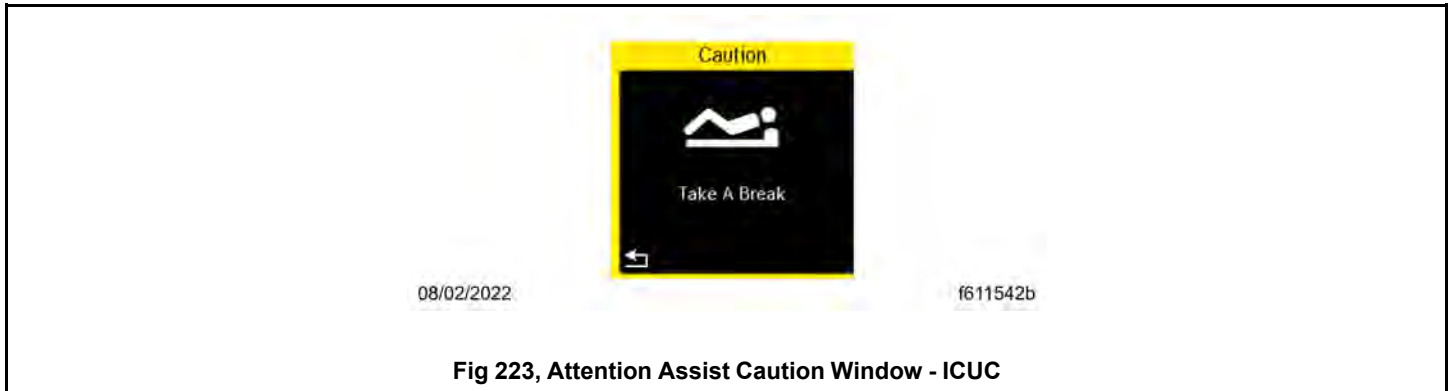 Caution
Take A Break
08/02/2022 f611542b
Fig 223, Attention Assist Caution Window - ICUC